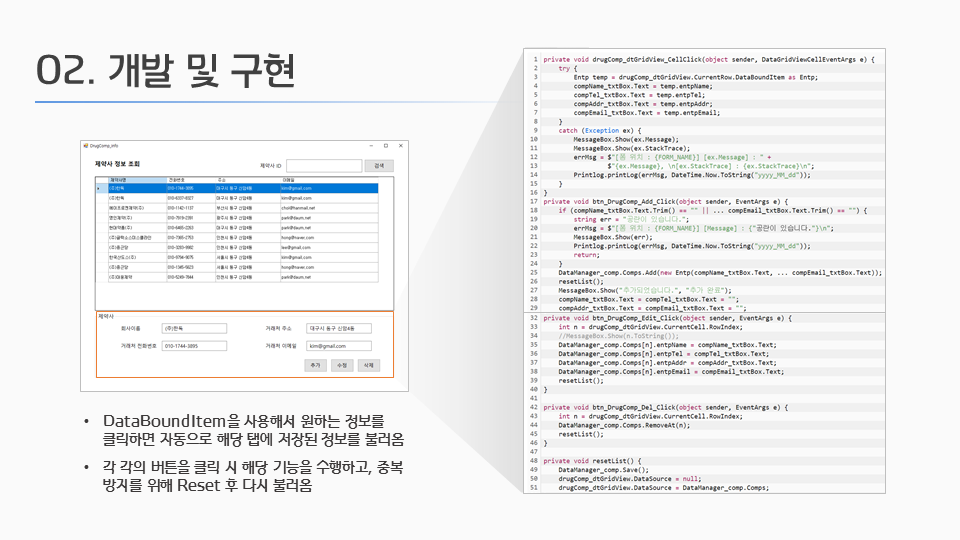 02. 개발 및 구현
DrugComp_Info
제약사 정보 조회
제약사 ID
검색
제약사명 전화번호 주소 이메일
(주)한독 010-1744-3895 대구시 동구 신암4동 kim@gmail.com
(주)한독 010-6337-8027 대구시 동구 신암4동 kim@gmail.com
010-1142-1137 부산시 동구 신암4동 choi@hanmail.net
명인제약(주) 010-7919-2391 광주시 동구 신암4동 park@daum.net
현대약품(주) 010-6465-2253 대구시 동구 신암4동 park@daum.net
(주)글락소스미스클라인 010-7365-2753 인천시 동구 신암4동 hong@naver.com
(주)종근당 010-3283-9982 인천시 동구 신암4동 lee@gmail.com
한국산도스(주) 010-9794-9075 서울시 동구 신암4동 kim@gmail.com
(주)종근당 010-1345-5623 서울시 동구 신암4동 hong@naver.com
(주)대웅제약 010-6249-7844 인천시 동구 신암4동 park@daum.net
제약사
회사이름 (주)한독 거래처 주소 대구시 동구 신암4동
거래처 전화번호 010-1744-3895 거래처 이메일 kim@gmail.com
추가 수정 삭제
• DataBoundItem을 사용해서 원하는 정보를
클릭하면 자동으로 해당 탭에 저장된 정보를 불러옴
• 각 각의 버튼을 클릭 시 해당 기능을 수행하고, 중복
방지를 위해 Reset 후 다시 불러옴
1 private void drugComp_dtGridView_CellClick(object sender, DataGridViewCellEventArgs e) {
2 try {
3 Entp temp = drugComp_dtGridView.CurrentRow.DataBoundItem as Entp;
4 compName_txtBox.Text = temp.entpName;
5 compTel_txtBox.Text = temp.entpTel;
6 compAddr_txtBox.Text = temp.entpAddr;
7 compEmail_txtBox.Text = temp.entpEmail;
8 }
9 catch (Exception ex) {
10 MessageBox.Show(ex.Message);
11 MessageBox.Show(ex.StackTrace);
12 errMsg = $"[폼 위치 : {FORM_NAME}] [ex.Message] : " +
13 $"{ex.Message}, \n[ex.StackTrace] : {ex.StackTrace}\n";
14 Printlog.printLog(errMsg, DateTime.Now.ToString("yyyy_MM_dd"));
15 }
16 }
17 private void btn_DrugComp_Add_Click(object sender, EventArgs e) {
18 if (compName_txtBox.Text.Trim() == "" || ... compEmail_txtBox.Text.Trim() == "") {
19 string err = "공란이 있습니다.";
20 errMsg = $"[폼 위치 : {FORM_NAME}] [Message] : {"공란이 있습니다."}\n";
21 MessageBox.Show(err);
22 Printlog.printLog(errMsg, DateTime.Now.ToString("yyyy_MM_dd"));
23 return;
24 }
25 DataManager_comp.Comps.Add(new Entp(compName_txtBox.Text, ... compEmail_txtBox.Text));
26 resetList();
27 MessageBox.Show("추가되었습니다.", "추가 완료");
28 compName_txtBox.Text = compTel_txtBox.Text = "";
29 compAddr_txtBox.Text = compEmail_txtBox.Text = "";
32 private void btn_DrugComp_Edit_Click(object sender, EventArgs e) {
33 int n = drugComp_dtGridView.CurrentCell.RowIndex;
34 //MessageBox.Show(n.ToString());
35 DataManager_comp.Comps[n].entpName = compName_txtBox.Text;
36 DataManager_comp.Comps[n].entpTel = compTel_txtBox.Text;
37 DataManager_comp.Comps[n].entpAddr = compAddr_txtBox.Text;
38 DataManager_comp.Comps[n].entpEmail = compEmail_txtBox.Text;
39 resetList();
40 }
41
42 private void btn_DrugComp_Del_Click(object sender, EventArgs e) {
43 int n = drugComp_dtGridView.CurrentCell.RowIndex;
44 DataManager_comp.Comps.RemoveAt(n);
45 resetList();
46 }
47
48 private void resetList() {
49 DataManager_comp.Save();
50 drugComp_dtGridView.DataSource = null;
51 drugComp_dtGridView.DataSource = DataManager_comp.Comps;